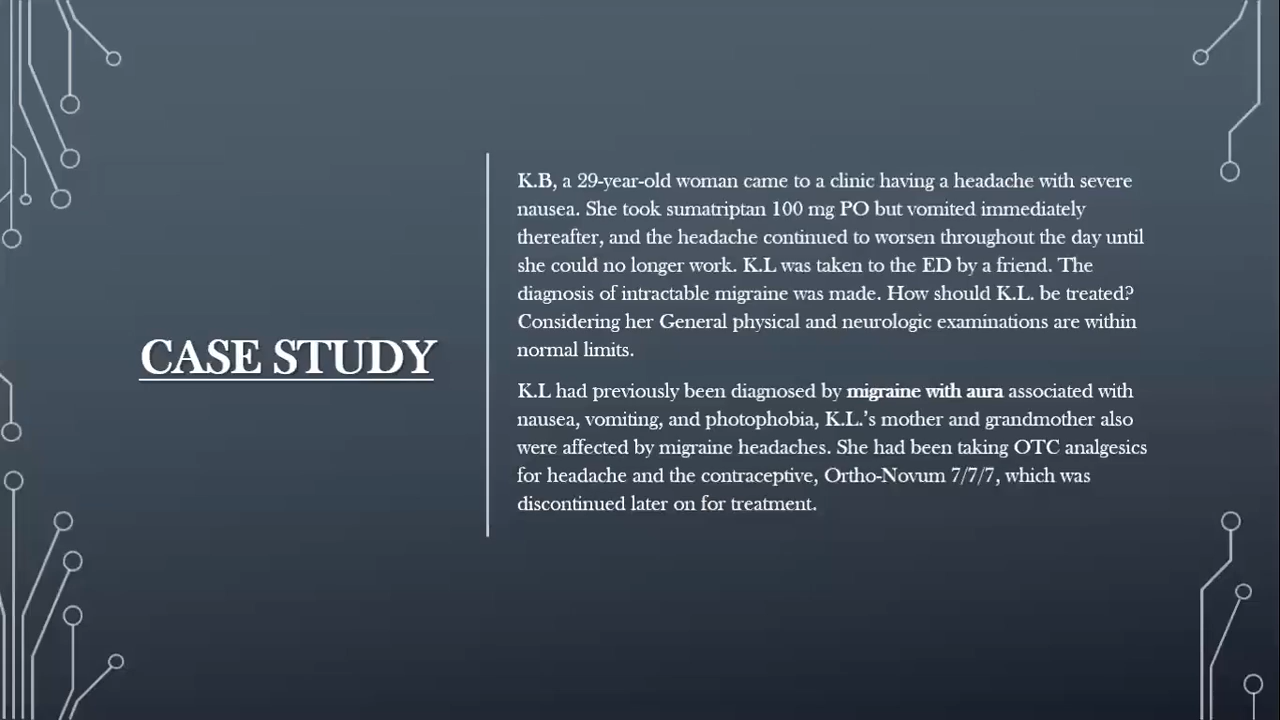 CASE STUDY
K.B, a 29-year-old woman came to a clinic having a headache with severe
nausea. She took sumatriptan 100 mg PO but vomited immediately
thereafter, and the headache continued to worsen throughout the day until
she could no longer work. K.L was taken to the ED by a friend. The
diagnosis of intractable migraine was made. How should K.L. be treated?
Considering her General physical and neurologic examinations are within
normal limits.
K.L had previously been diagnosed by migraine with aura associated with
nausea, vomiting, and photophobia, K.L.'s mother and grandmother also
were affected by migraine headaches. She had been taking OTC analgesics
for headache and the contraceptive, Ortho-Novum 7/7/7, which was
discontinued later on for treatment.